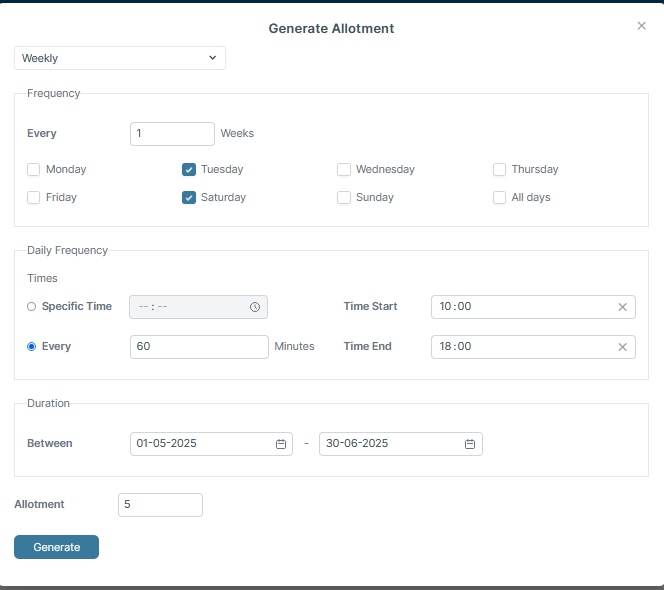 Generate Allotment
Weekly
Frequency
Every 1 Weeks
Monday Tuesday Wednesday Thursday
Friday Saturday Sunday All days
Daily Frequency
Times
Specific Time -- : -- Time Start 10:00
Every 60 Minutes Time End 18:00
Duration
Between 01-05-2025 - 30-06-2025
Allotment 5
Generate